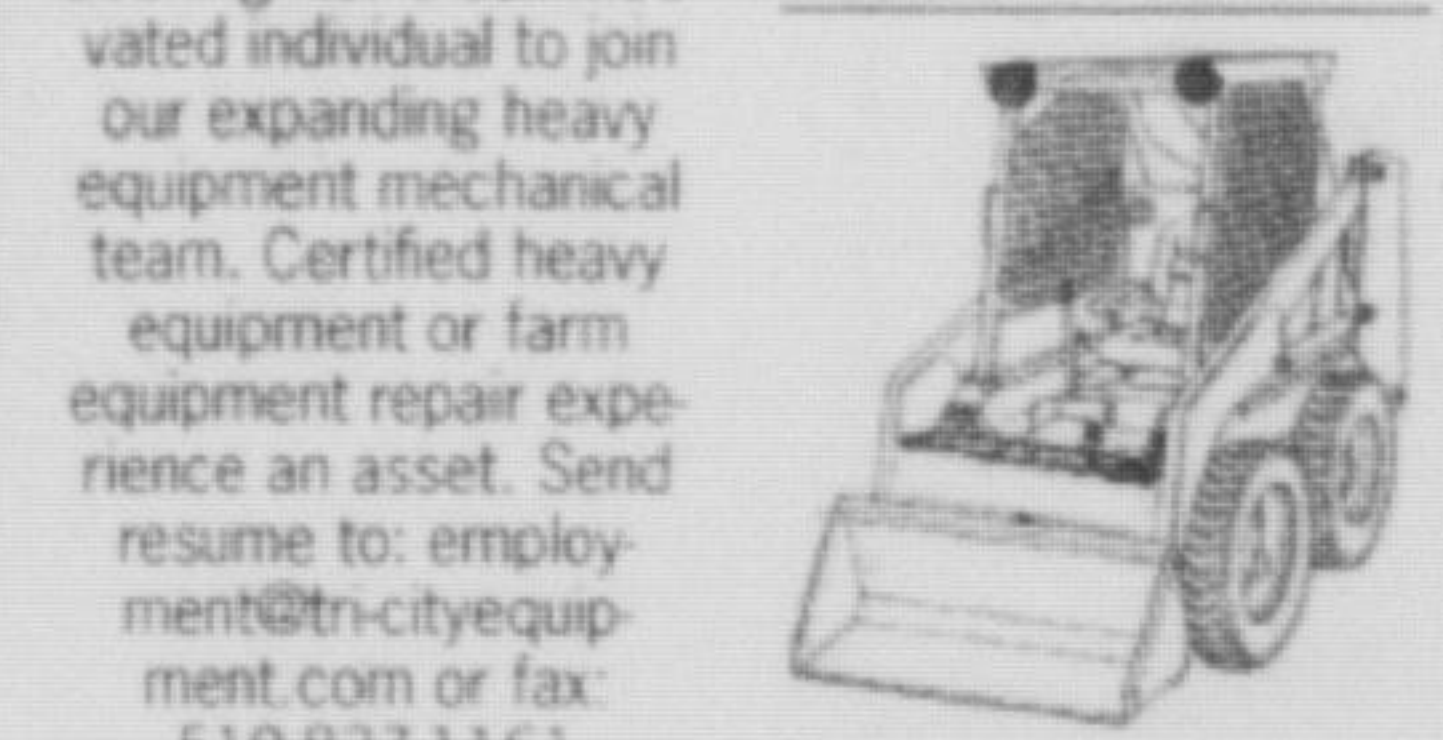 vated individual to join
our expanding heavy
equipment mechanical
team. Certified heavy
equipment or farm
equipment repair expe-
rience an asset. Send
resume to: employ-
ment@tri-cityequip-
ment.com or fax: